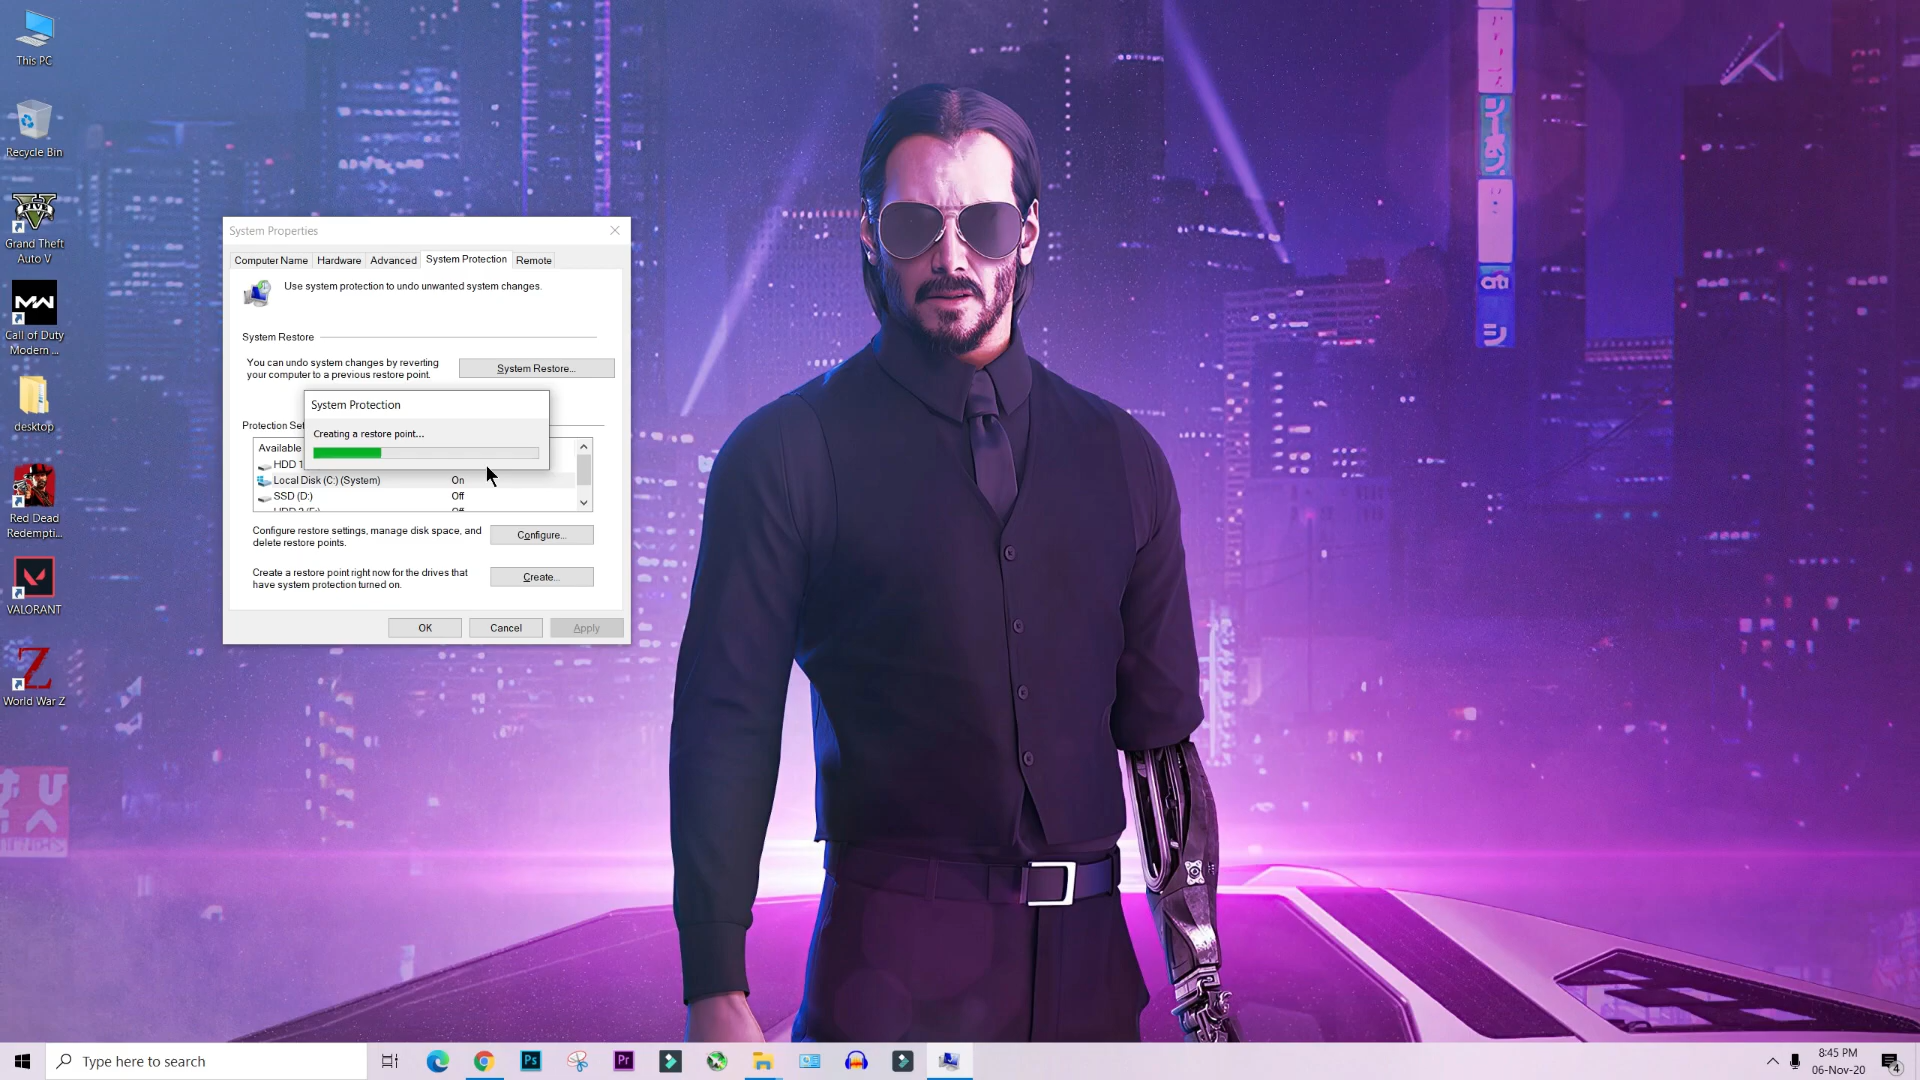 This PC
Recycle Bin
Grand Theft
Auto V
Call of Duty
Modern ...
desktop
Red Dead
Redempti...
VALORANT
World War Z
System Properties
Computer Name
Hardware
Advanced
System Protection
Remote
Use system protection to undo unwanted system changes.
System Restore
You can undo system changes by reverting
your computer to a previous restore point.
System Restore...
System Protection
Creating a restore point...
Protection Set
Available
HDD 1
Local Disk (C:) (System) On
SSD (D:) Off
Configure restore settings, manage disk space, and
delete restore points.
Configure...
Create a restore point right now for the drives that
have system protection turned on.
Create...
OK
Cancel
Apply
Type here to search
Ps
Pr
8:45 PM
06-Nov-20
4